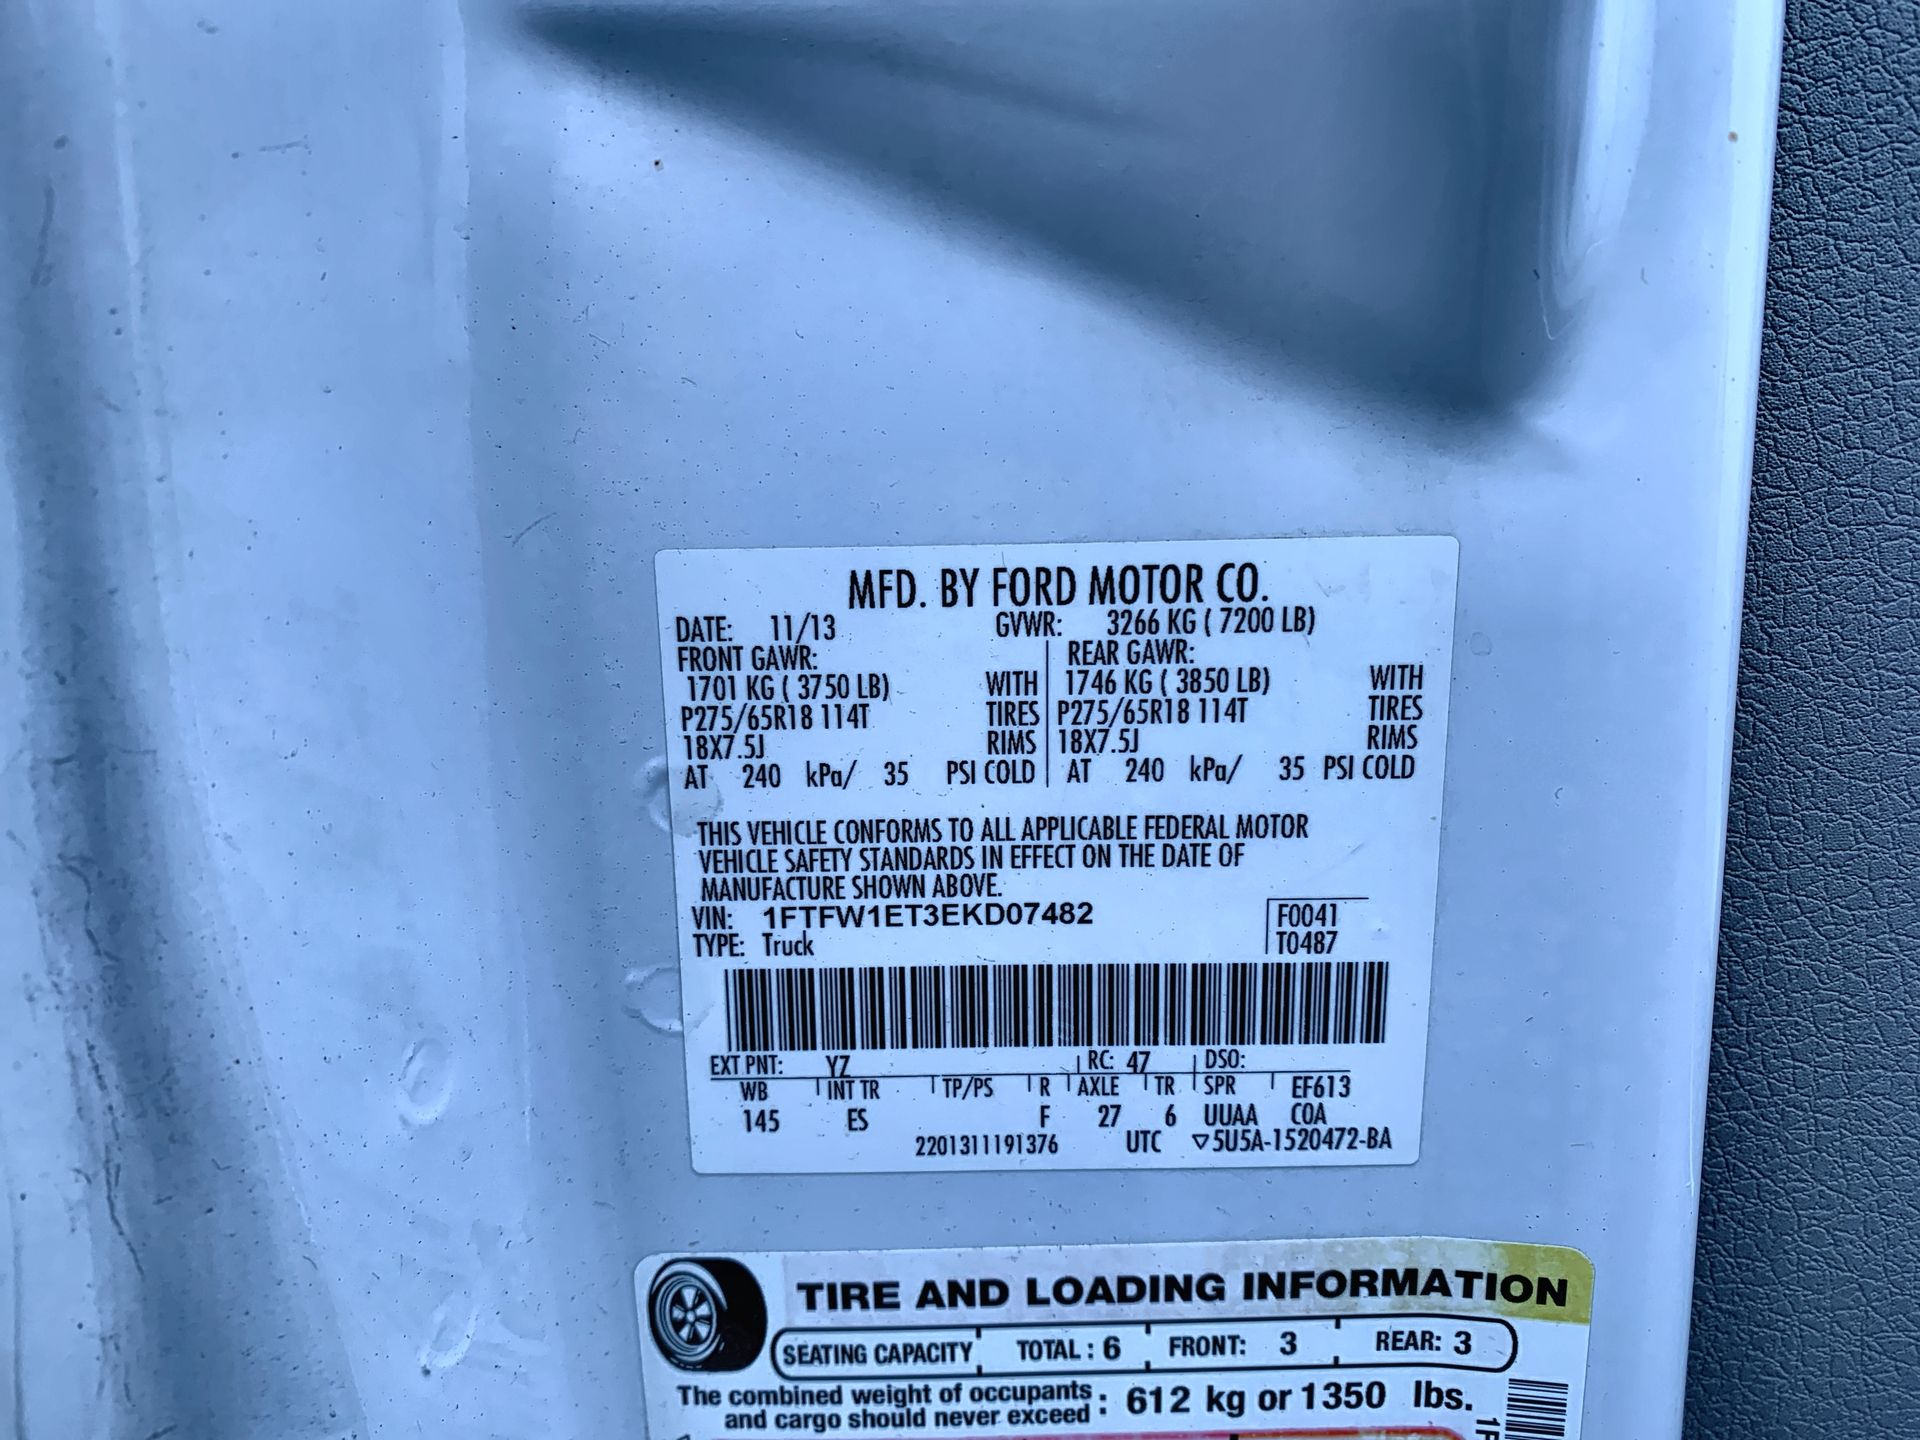 MFD. BY FORD MOTOR CO.
DATE: 11/13 GVWR: 3266 KG ( 7200 LB)
FRONT GAWR: REAR GAWR:
1701 KG ( 3750 LB) WITH 1746 KG ( 3850 LB) WITH
P275/65R18 114T TIRES P275/65R18 114T TIRES
18X7.5J RIMS 18X7.5J RIMS
AT 240 kPa/ 35 PSI COLD AT 240 kPa/ 35 PSI COLD
THIS VEHICLE CONFORMS TO ALL APPLICABLE FEDERAL MOTOR
VEHICLE SAFETY STANDARDS IN EFFECT ON THE DATE OF
MANUFACTURE SHOWN ABOVE.
VIN: 1FTFW1ET3EKD07482 F0041
TYPE: Truck T0487
EXT PNT: YZ RC: 47 DSO:
WB INT TR TP/PS R AXLE TR SPR EF613
145 ES F 27 6 UUAA COA
2201311191376 UTC ▽5U5A-1520472-BA
TIRE AND LOADING INFORMATION
SEATING CAPACITY TOTAL : 6 FRONT: 3 REAR: 3
The combined weight of occupants
and cargo should never exceed : 612 kg or 1350 lbs.